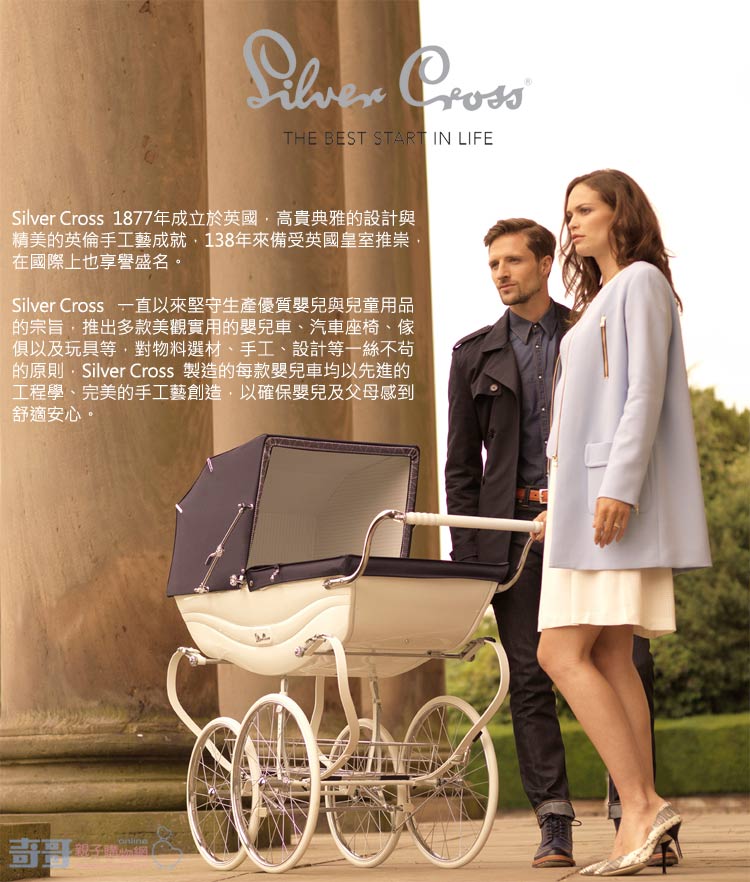 Silver Cross®
THE BEST START IN LIFE
Silver Cross 1877年成立於英國，高貴典雅的設計與
精美的英倫手工藝成就，138年來備受英國皇室推崇，
在國際上也享譽盛名。
Silver Cross 一直以來堅守生產優質嬰兒與兒童用品
的宗旨，推出多款美觀實用的嬰兒車、汽車座椅、傢
俱以及玩具等，對物料選材、手工、設計等一絲不苟
的原則，Silver Cross 製造的每款嬰兒車均以先進的
工程學、完美的手工藝創造，以確保嬰兒及父母感到
舒適安心。
Silver Cross
奇哥 親子購物網 online